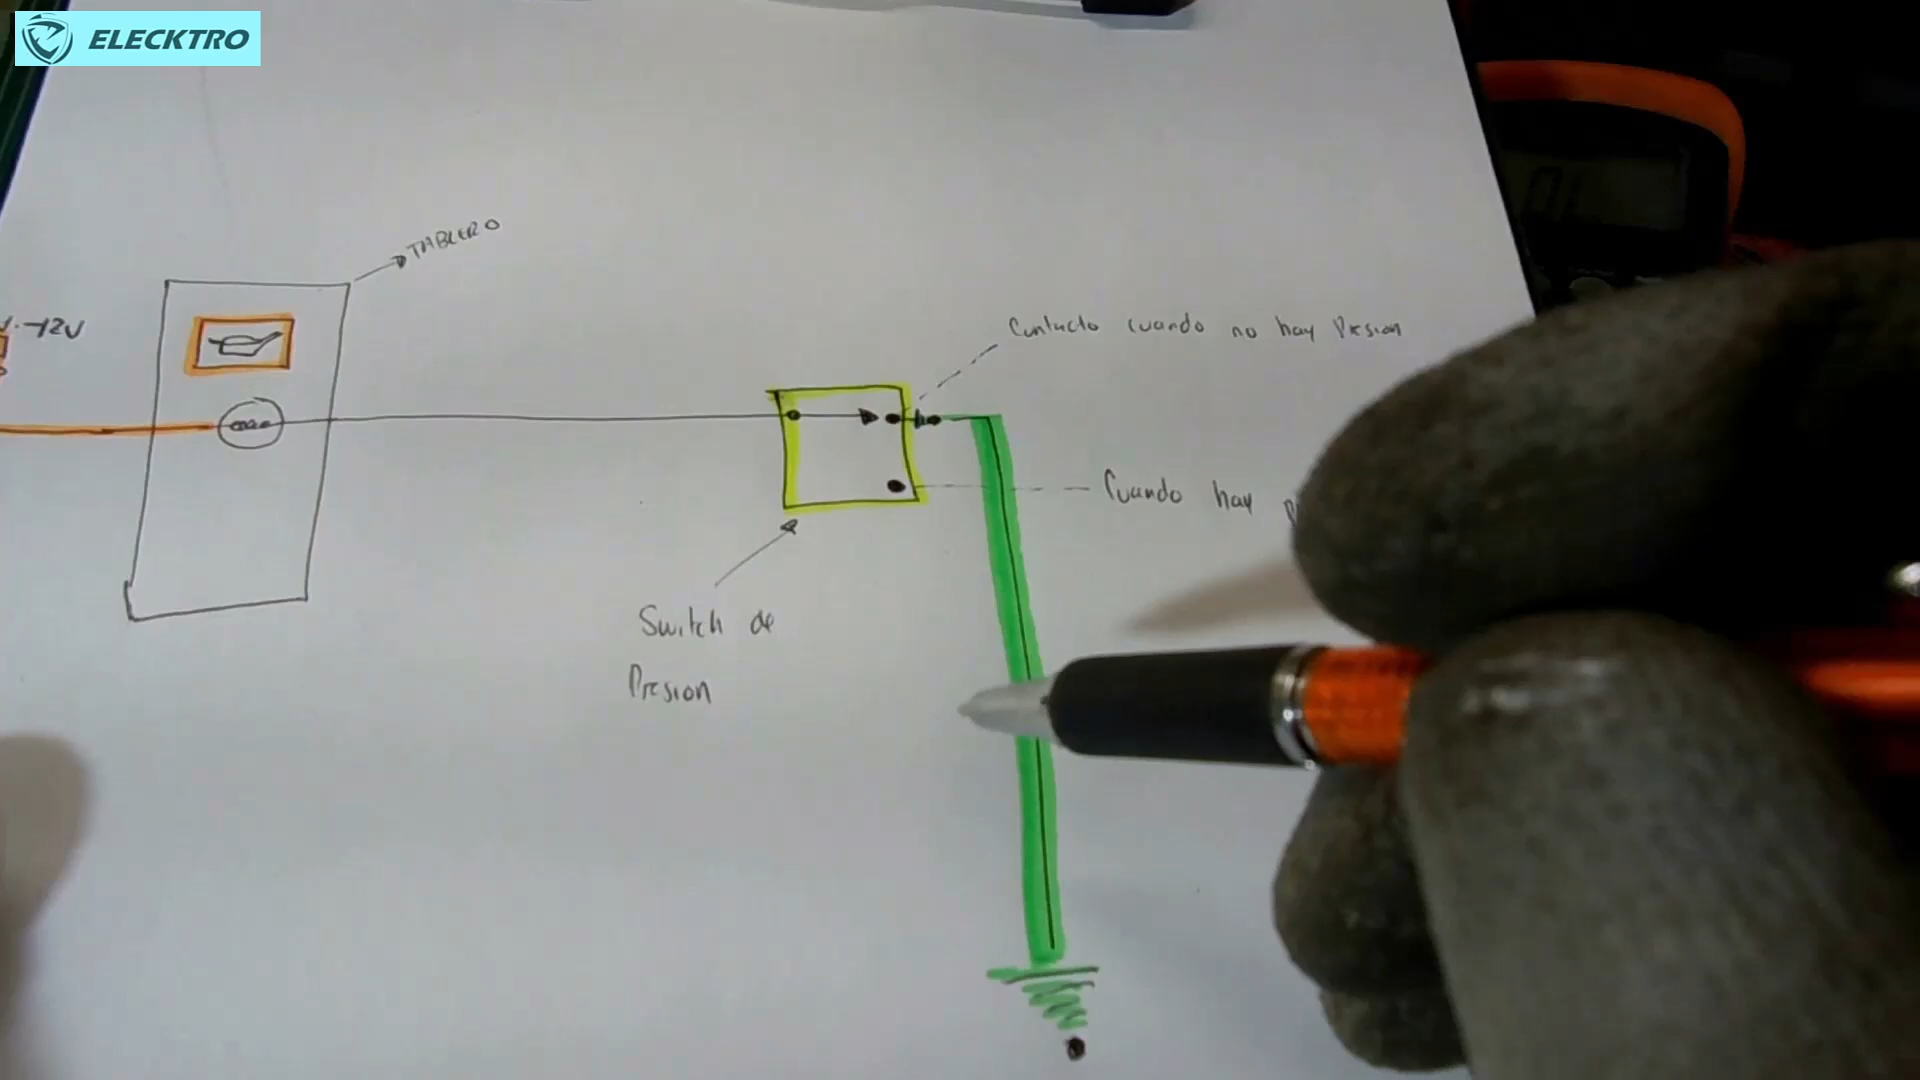 ELECKTRO
TABLERO
-12V
Contacto cuando no hay Presion
Cuando hay
Switch de
Presion